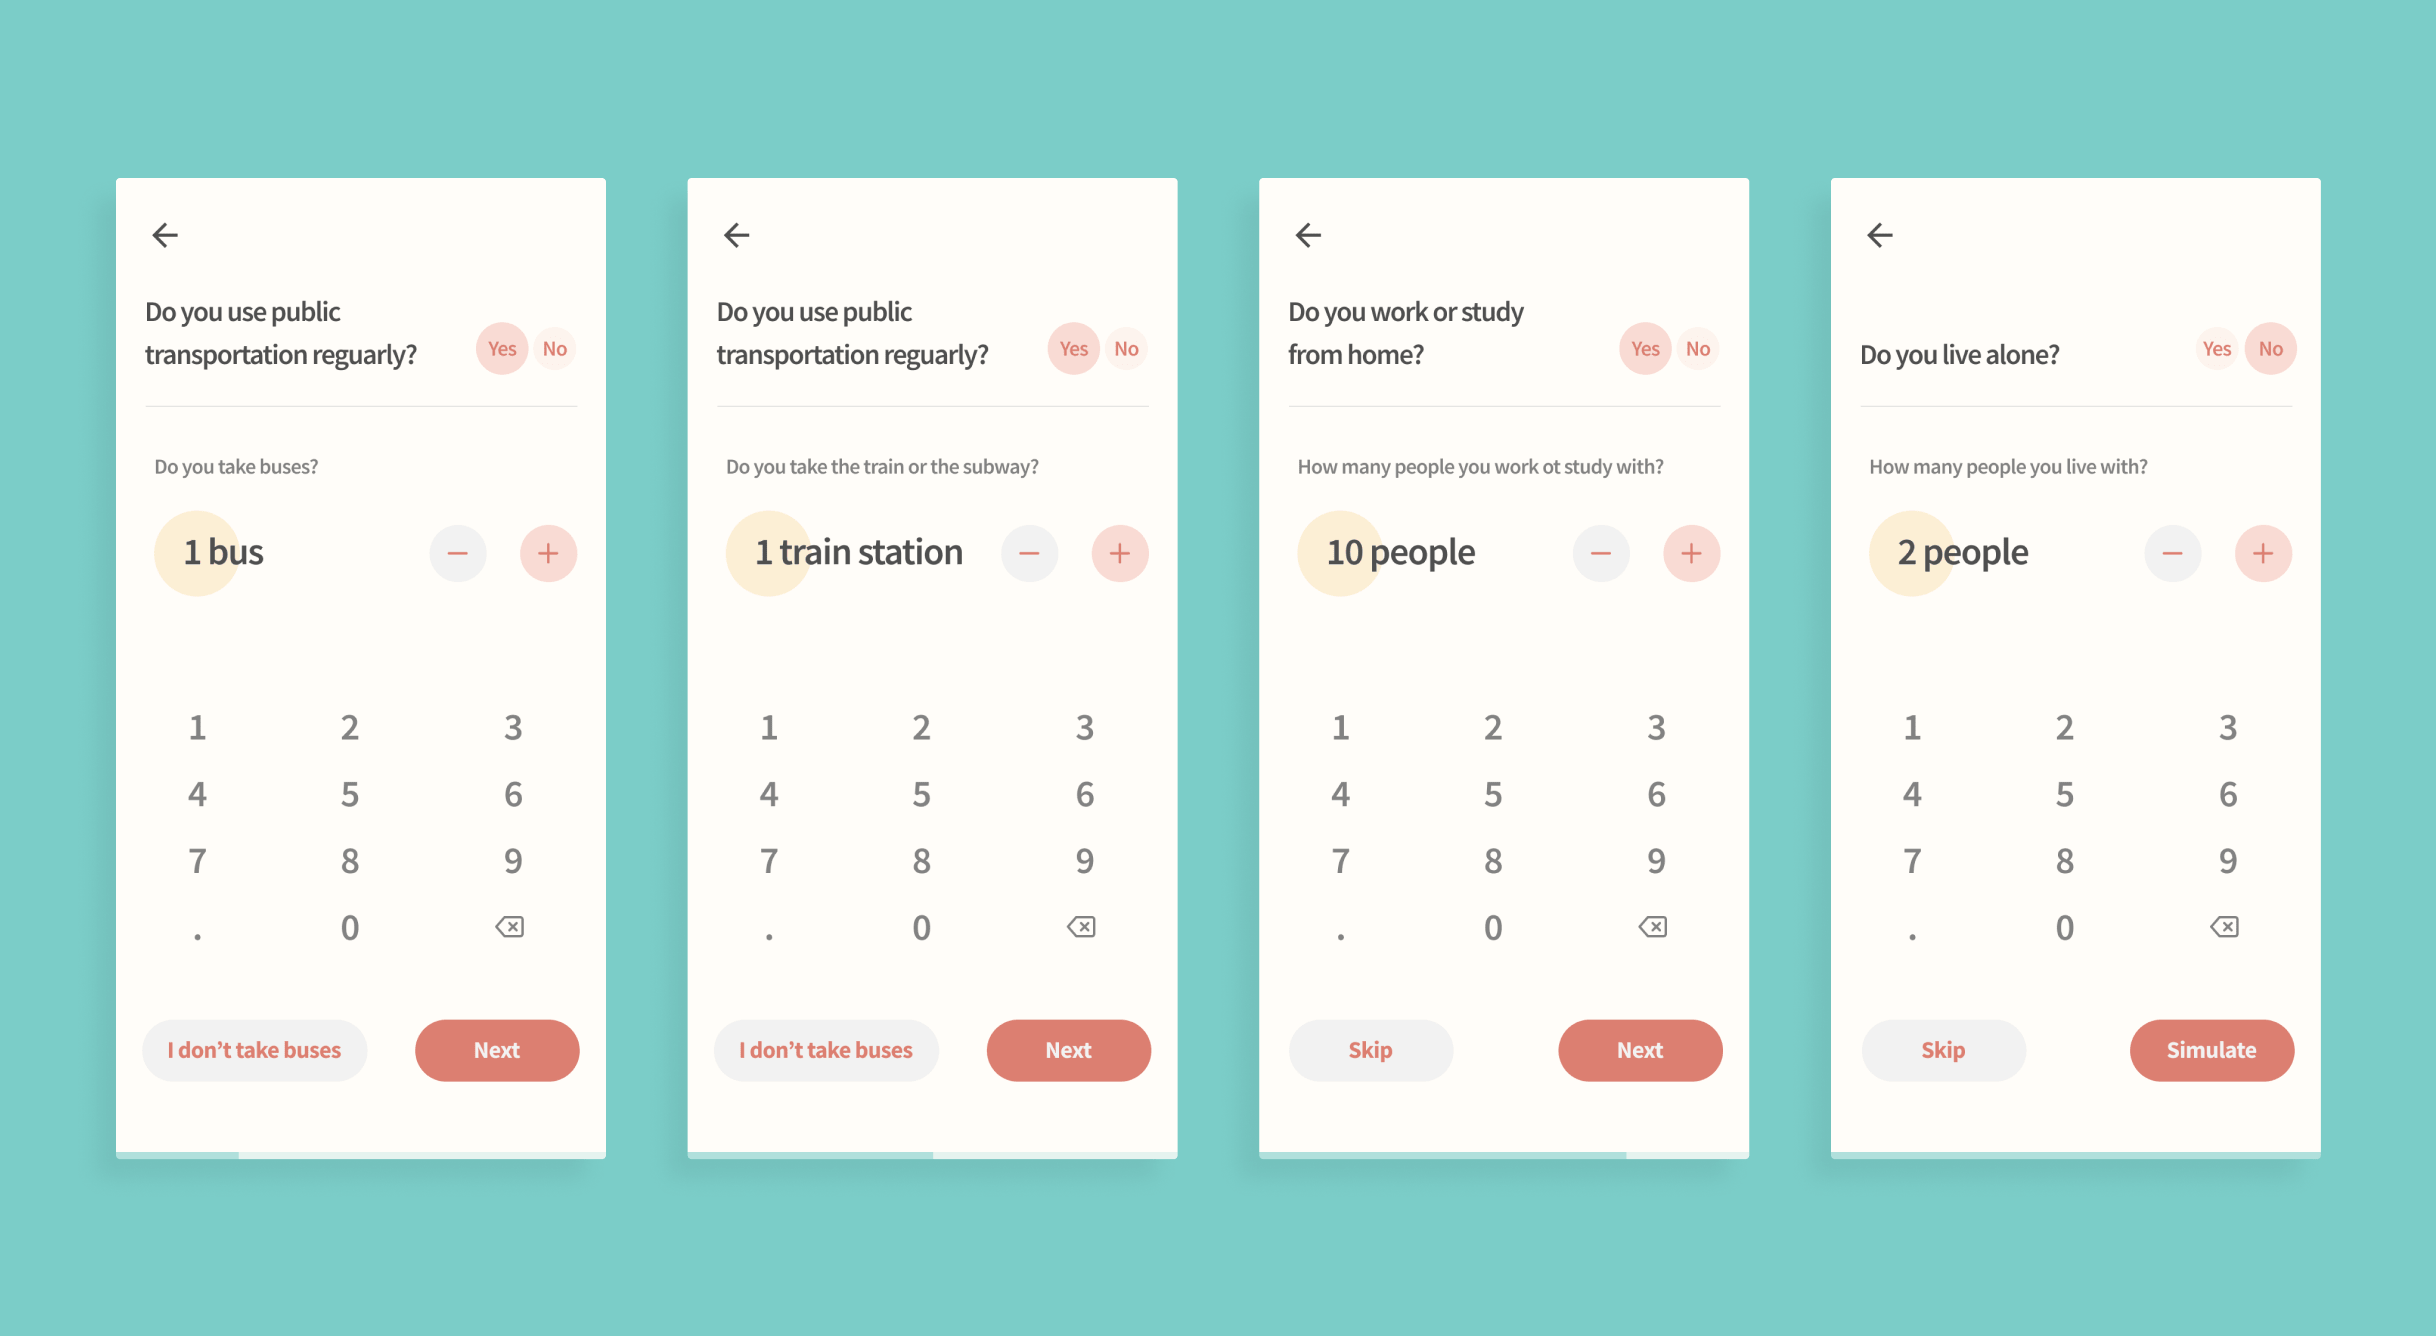 Do you use public
transportation reguarly?
Yes No
Do you take buses?
1 bus
1 2 3
4 5 6
7 8 9
. 0
I don't take buses Next
Do you use public
transportation reguarly?
Yes No
Do you take the train or the subway?
1 train station
1 2 3
4 5 6
7 8 9
. 0
I don't take buses Next
Do you work or study
from home?
Yes No
How many people you work ot study with?
10 people
1 2 3
4 5 6
7 8 9
. 0
Skip Next
Do you live alone?
Yes No
How many people you live with?
2 people
1 2 3
4 5 6
7 8 9
. 0
Skip Simulate